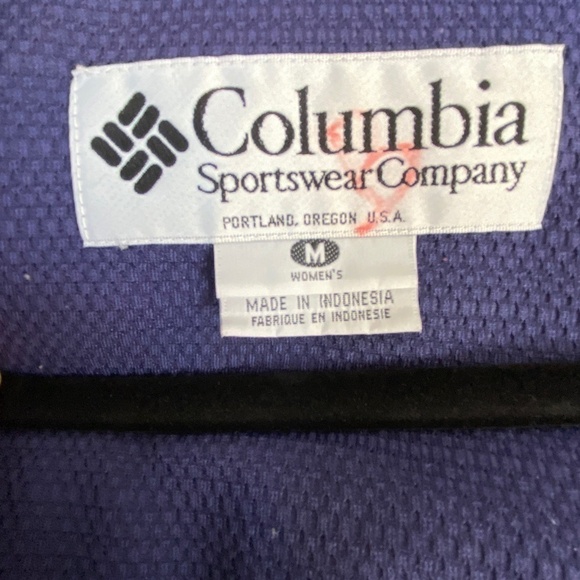 Columbia
Sportswear Company
PORTLAND, OREGON U.S.A.
M
WOMEN'S
MADE IN INDONESIA
FABRIQUE EN INDONESIE